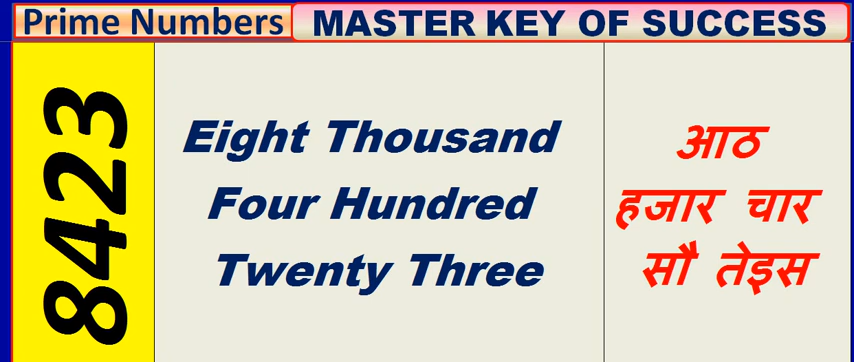 Prime Numbers
MASTER KEY OF SUCCESS
8423
Eight Thousand
Four Hundred
Twenty Three
आठ
हजार चार
सौ तेइस